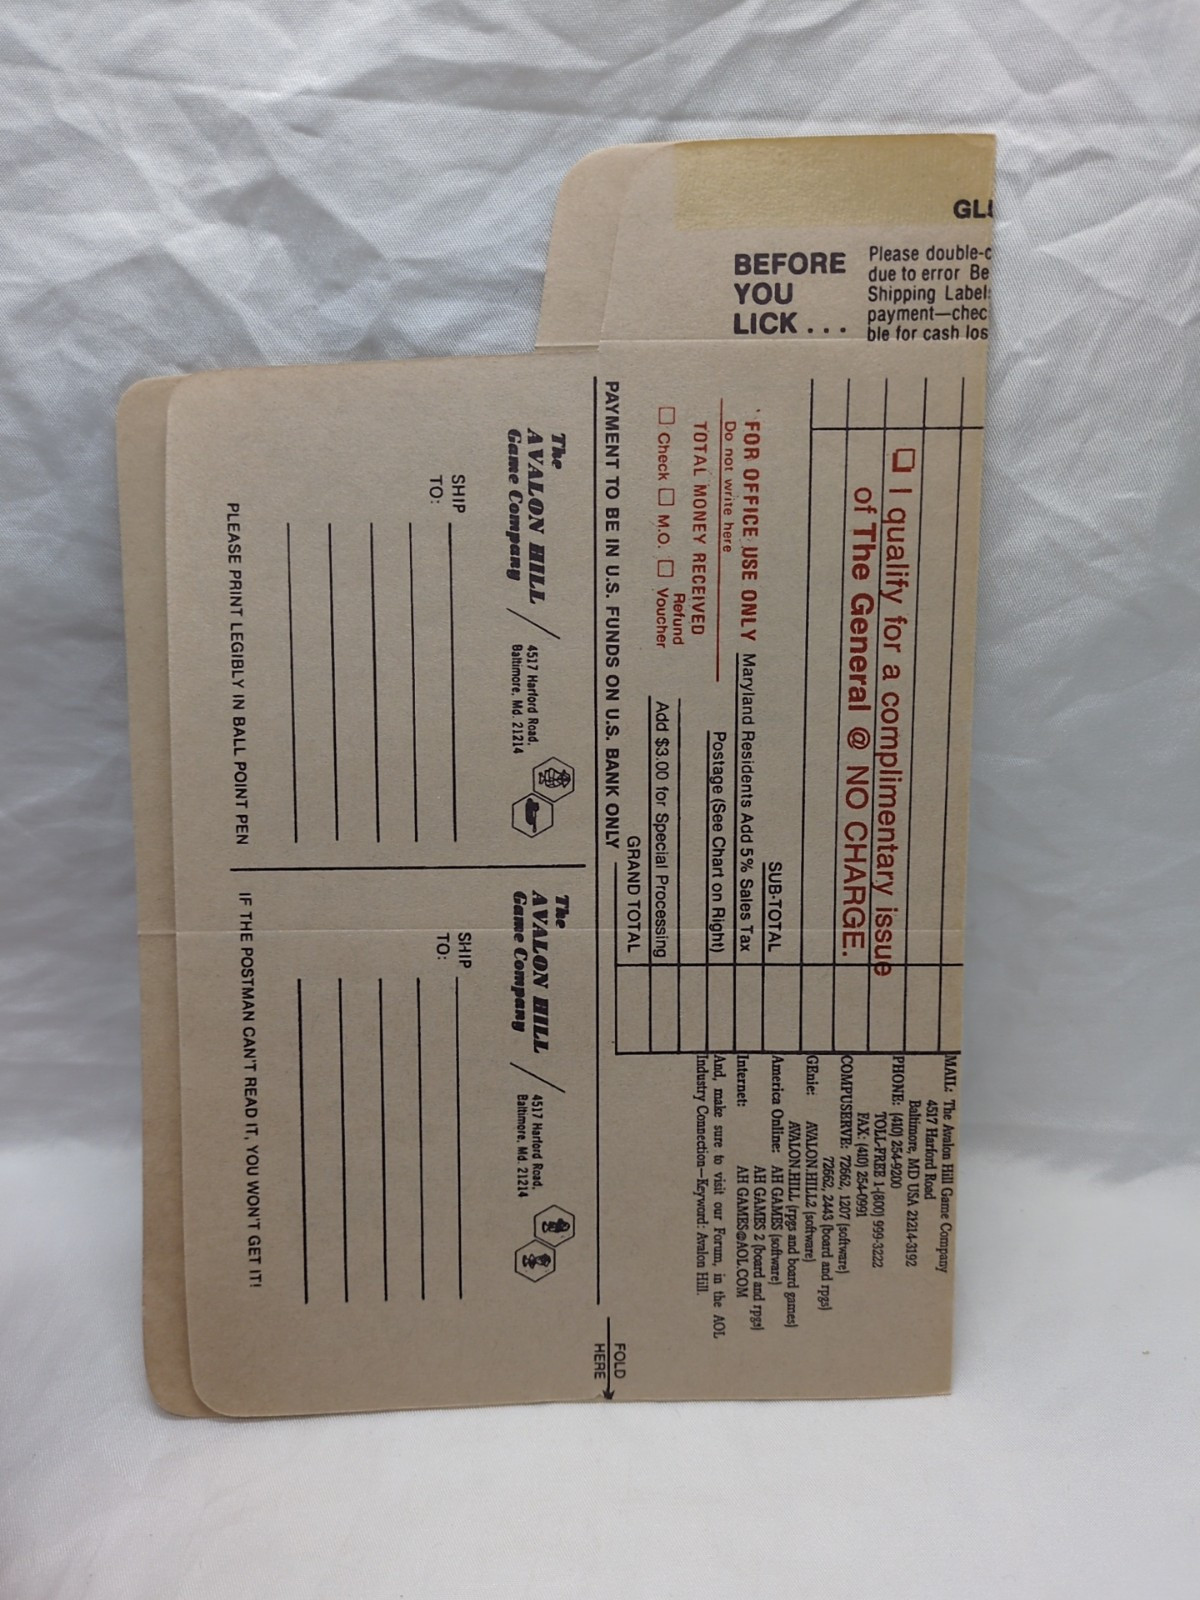 GLU
BEFORE
YOU
LICK . . .
Please double-c
due to error Be
Shipping Label
payment—chec
ble for cash los
☐ I qualify for a complimentary issue
of The General @ NO CHARGE.
FOR OFFICE USE ONLY
Do not write here
TOTAL MONEY RECEIVED
☐ Check ☐ M.O. ☐ Refund
Voucher
SUB-TOTAL
Maryland Residents Add 5% Sales Tax
Postage (See Chart on Right)
Add $3.00 for Special Processing
GRAND TOTAL
PAYMENT TO BE IN U.S. FUNDS ON U.S. BANK ONLY
MAIL: The Avalon Hill Game Company
4517 Harford Road
Baltimore, MD USA 21214-3192
PHONE: (410) 254-9200
TOLL-FREE 1-(800) 999-3222
FAX: (410) 254-0991
COMPUSERVE: 72662, 1207 (software)
72662, 2443 (board and rpgs)
GEnie: AVALON.HILL2 (software)
AVALON.HILL (rpgs and board games)
America Online: AH GAMES (software)
AH GAMES 2 (board and rpgs)
Internet: AH GAMES@AOL.COM
And, make sure to visit our Forum, in the AOL
Industry Connection—Keyword: Avalon Hill.
FOLD
HERE
The
AVALON HILL
Game Company
4517 Harford Road,
Baltimore, Md. 21214
SHIP
TO:
PLEASE PRINT LEGIBLY IN BALL POINT PEN
The
AVALON HILL
Game Company
4517 Harford Road,
Baltimore, Md. 21214
SHIP
TO:
IF THE POSTMAN CAN'T READ IT, YOU WON'T GET IT!